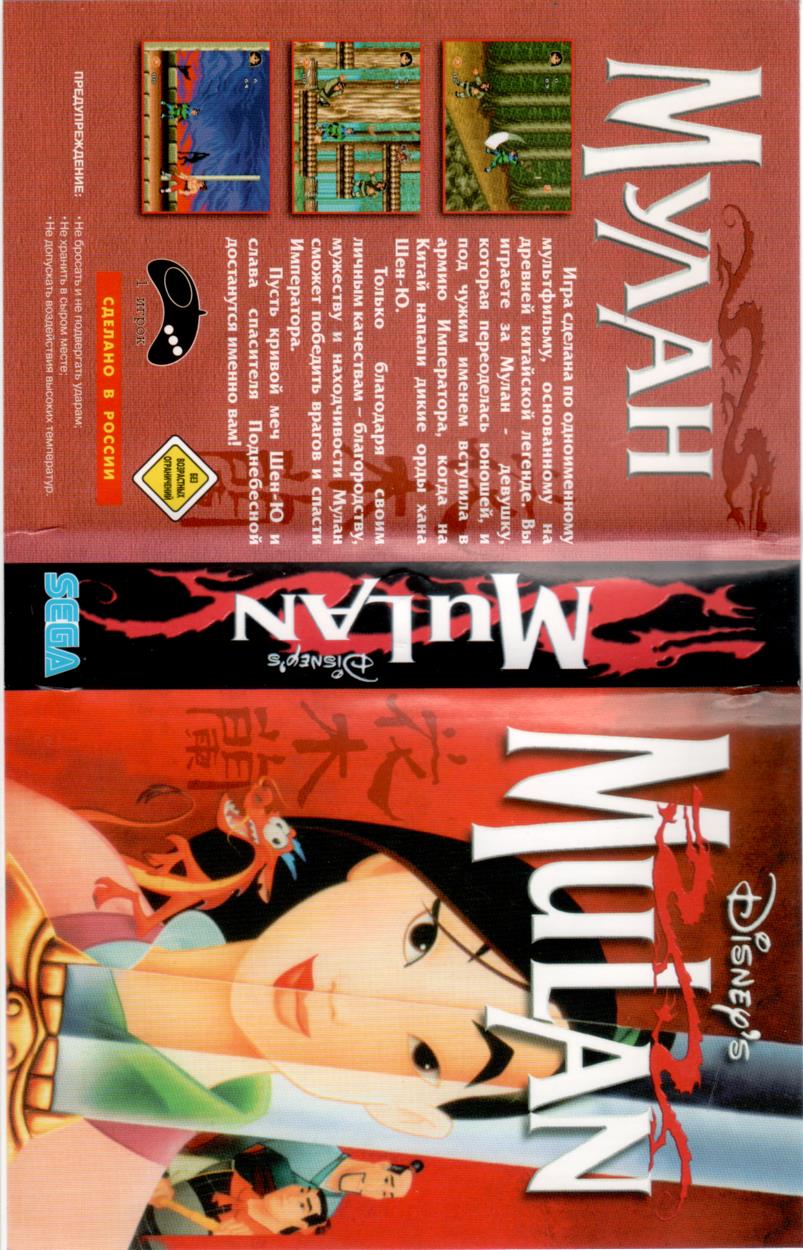 МУЛАН
Игра сделана по одноименному
мультфильму, основанному на
древней китайской легенде. Вы
играете за Мулан - девушку,
которая переоделась юношей, и
под чужим именем вступила в
армию Императора, когда на
Китай напали дикие орды хана
Шен-Ю.
Только благодаря своим
личным качествам – благородству,
мужеству и находчивости Мулан
сможет победить врагов и спасти
Императора.
Пусть кривой меч Шен-Ю и
слава спасителя Поднебесной
достанутся именно вам!
1 игрок
БЕЗ
ВОЗРАСТНЫХ
ОГРАНИЧЕНИЙ
СДЕЛАНО В РОССИИ
ПРЕДУПРЕЖДЕНИЕ:
• Не бросать и не подвергать ударам;
• Не хранить в сыром месте;
• Не допускать воздействия высоких температур.
花木蘭
DISNEY'S
MULAN
SEGA
DISNEY'S
MULAN
花木蘭